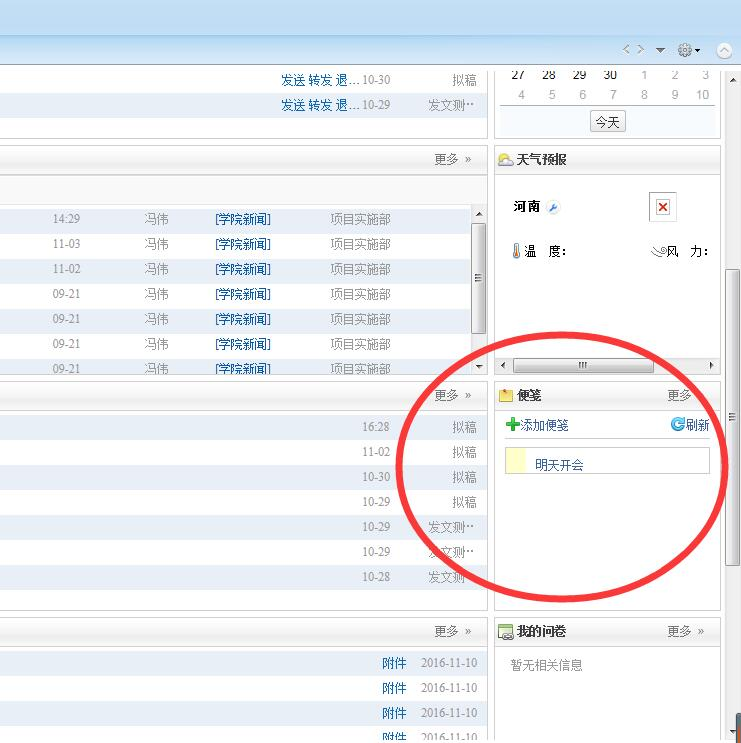 发送 转发 退… 10-30 拟稿 27 28 29 30 1 2 3
发送 转发 退… 10-29 发文测·· 4 5 6 7 8 9 10
今天
更多 » 天气预报
14:29 冯伟 [学院新闻] 项目实施部 河南
11-03 冯伟 [学院新闻] 项目实施部 温 度: 风 力:
11-02 冯伟 [学院新闻] 项目实施部
09-21 冯伟 [学院新闻] 项目实施部
09-21 冯伟 [学院新闻] 项目实施部
09-21 冯伟 [学院新闻] 项目实施部
09-21 冯伟 [学院新闻] 项目实施部
更多 » 便笺 更多
16:28 拟稿 添加便笺 刷新
11-02 拟稿 明天开会
10-30 拟稿
10-29 拟稿
10-29 发文测··
10-29 发文测··
10-28 发文测
更多 » 我的问卷 更多 »
附件 2016-11-10 暂无相关信息
附件 2016-11-10
附件 2016-11-10
附件 2016-11-10